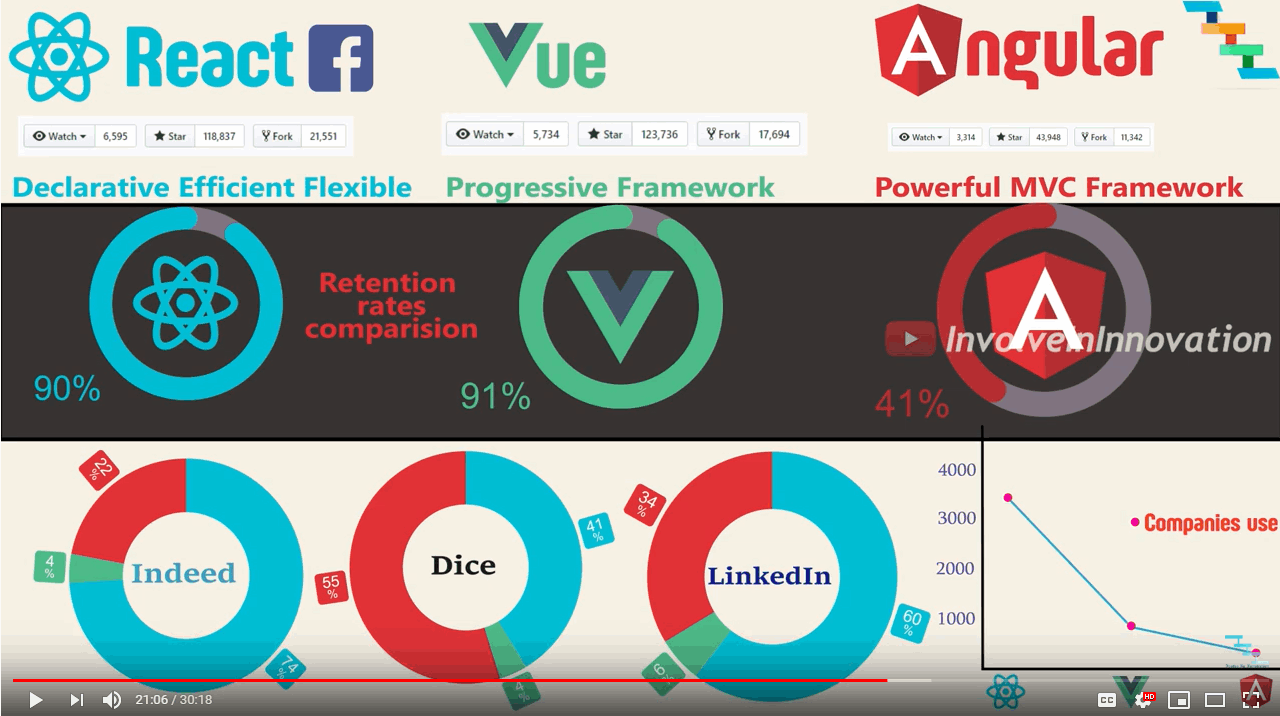 React
f
Vue
Angular
Watch 6,595 Star 118,837 Fork 21,551
Watch 5,734 Star 123,736 Fork 17,694
Watch 3,314 Star 43,948 Fork 11,342
Declarative Efficient Flexible
Progressive Framework
Powerful MVC Framework
Retention
rates
comparision
90%
91%
41%
InvolveInInnovation
22
%
4
%
74
%
Indeed
41
%
55
%
4
%
Dice
34
%
60
%
6
%
LinkedIn
4000
3000
2000
1000
Companies use
21:06 / 30:18
CC
HD